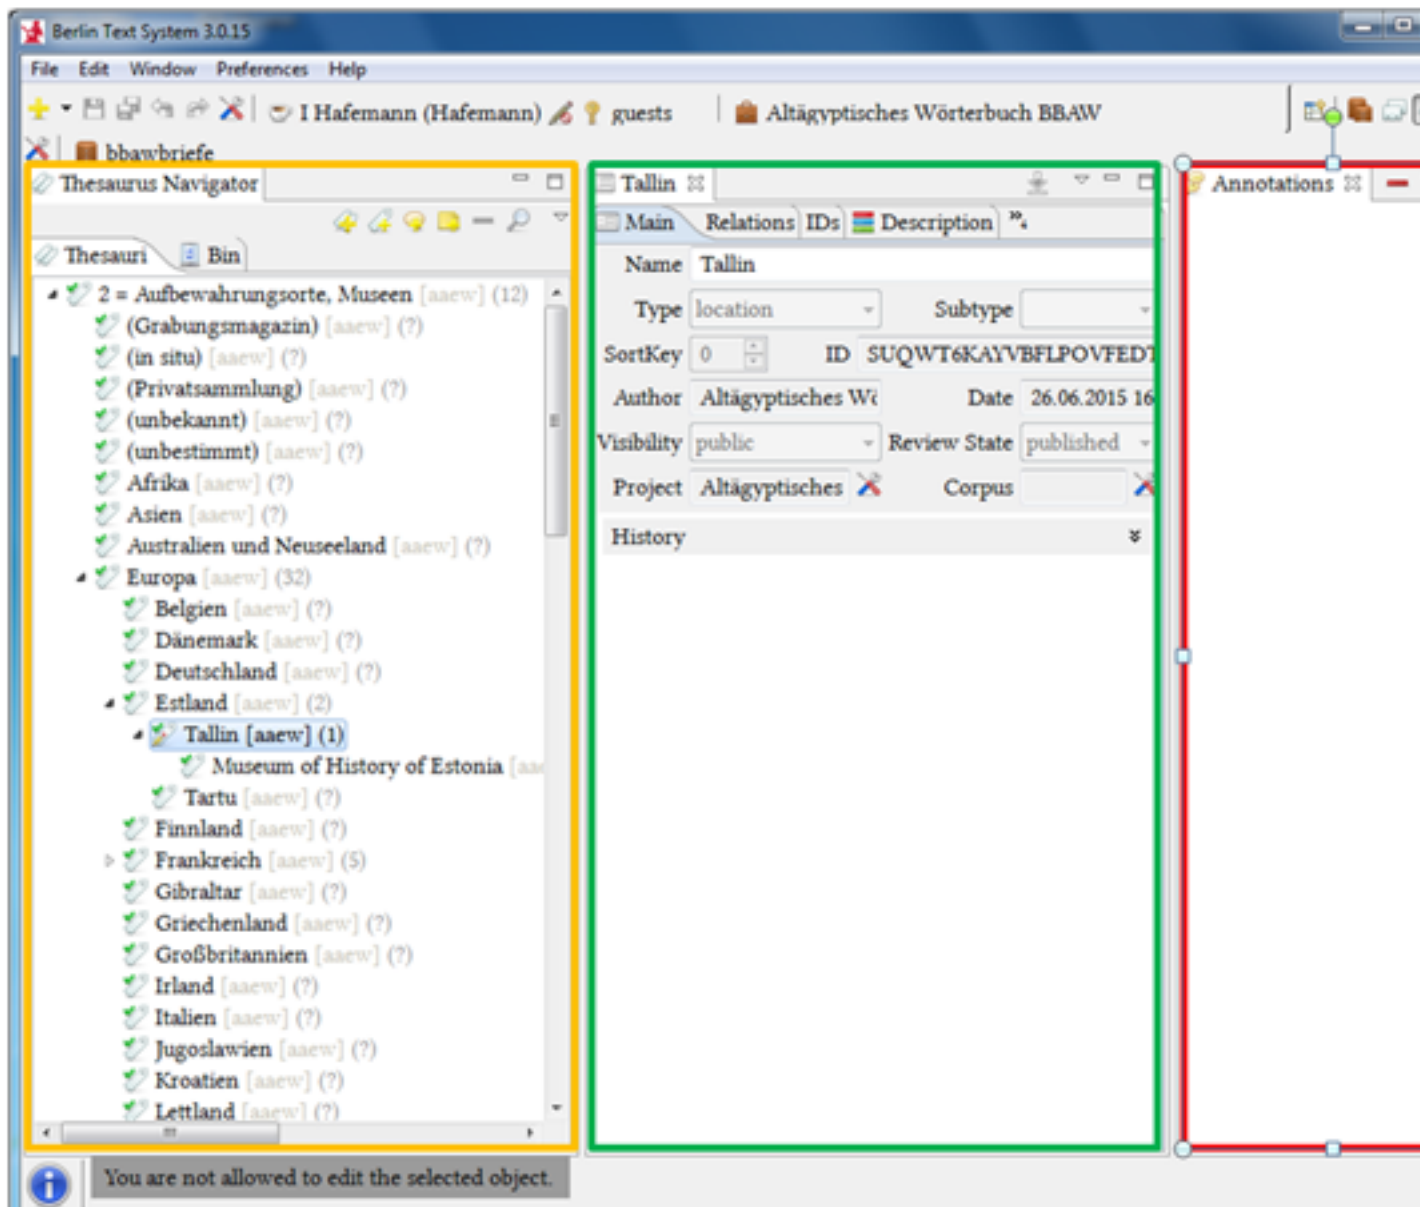 Berlin Text System 3.0.15
File Edit Window Preferences Help
I Hafemann (Hafemann) guests Altägyptisches Wörterbuch BBAW
bbawbriefe
Thesaurus Navigator
Thesauri Bin
2 = Aufbewahrungsorte, Museen [aaew] (12)
(Grabungsmagazin) [aaew] (?)
(in situ) [aaew] (?)
(Privatsammlung) [aaew] (?)
(unbekannt) [aaew] (?)
(unbestimmt) [aaew] (?)
Afrika [aaew] (?)
Asien [aaew] (?)
Australien und Neuseeland [aaew] (?)
Europa [aaew] (32)
Belgien [aaew] (?)
Dänemark [aaew] (?)
Deutschland [aaew] (?)
Estland [aaew] (2)
Tallin [aaew] (1)
Museum of History of Estonia [aae
Tartu [aaew] (?)
Finnland [aaew] (?)
Frankreich [aaew] (5)
Gibraltar [aaew] (?)
Griechenland [aaew] (?)
Großbritannien [aaew] (?)
Irland [aaew] (?)
Italien [aaew] (?)
Jugoslawien [aaew] (?)
Kroatien [aaew] (?)
Lettland [aaew] (?)
Tallin
Main Relations IDs Description »4
Name Tallin
Type location Subtype
SortKey 0 ID SUQWT6KAYVBFLPOVFEDT
Author Altägyptisches Wö Date 26.06.2015 16
Visibility public Review State published
Project Altägyptisches Corpus
History
Annotations
You are not allowed to edit the selected object.